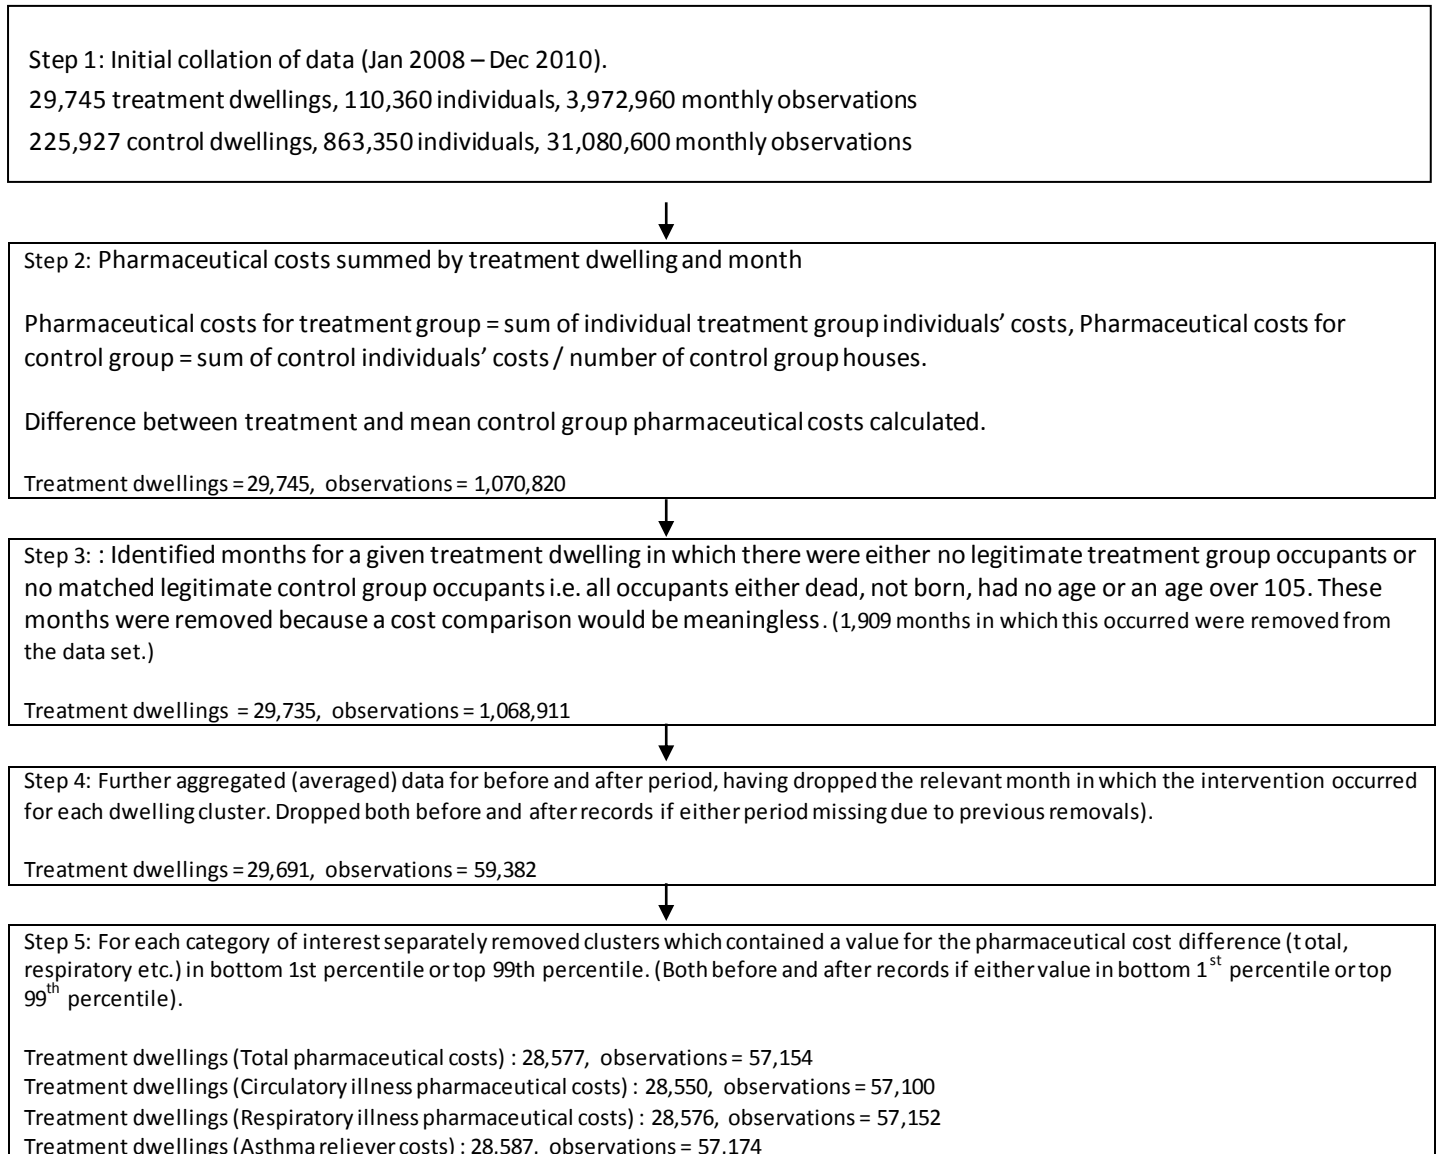 Step 1: Initial collation of data (Jan 2008 – Dec 2010).
29,745 treatment dwellings, 110,360 individuals, 3,972,960 monthly observations
225,927 control dwellings, 863,350 individuals, 31,080,600 monthly observations
Step 2: Pharmaceutical costs summed by treatment dwelling and month
Pharmaceutical costs for treatment group = sum of individual treatment group individuals’ costs, Pharmaceutical costs for
control group = sum of control individuals’ costs / number of control group houses.
Difference between treatment and mean control group pharmaceutical costs calculated.
Treatment dwellings = 29,745, observations = 1,070,820
Step 3: : Identified months for a given treatment dwelling in which there were either no legitimate treatment group occupants or
no matched legitimate control group occupants i.e. all occupants either dead, not born, had no age or an age over 105. These
months were removed because a cost comparison would be meaningless. (1,909 months in which this occurred were removed from
the data set.)
Treatment dwellings = 29,735, observations = 1,068,911
Step 4: Further aggregated (averaged) data for before and after period, having dropped the relevant month in which the intervention occurred
for each dwelling cluster. Dropped both before and after records if either period missing due to previous removals).
Treatment dwellings = 29,691, observations = 59,382
Step 5: For each category of interest separately removed clusters which contained a value for the pharmaceutical cost difference (total,
respiratory etc.) in bottom 1st percentile or top 99th percentile. (Both before and after records if either value in bottom 1st percentile or top
99th percentile).
Treatment dwellings (Total pharmaceutical costs) : 28,577, observations = 57,154
Treatment dwellings (Circulatory illness pharmaceutical costs) : 28,550, observations = 57,100
Treatment dwellings (Respiratory illness pharmaceutical costs) : 28,576, observations = 57,152
Treatment dwellings (Asthma reliever costs) : 28,587, observations = 57,174